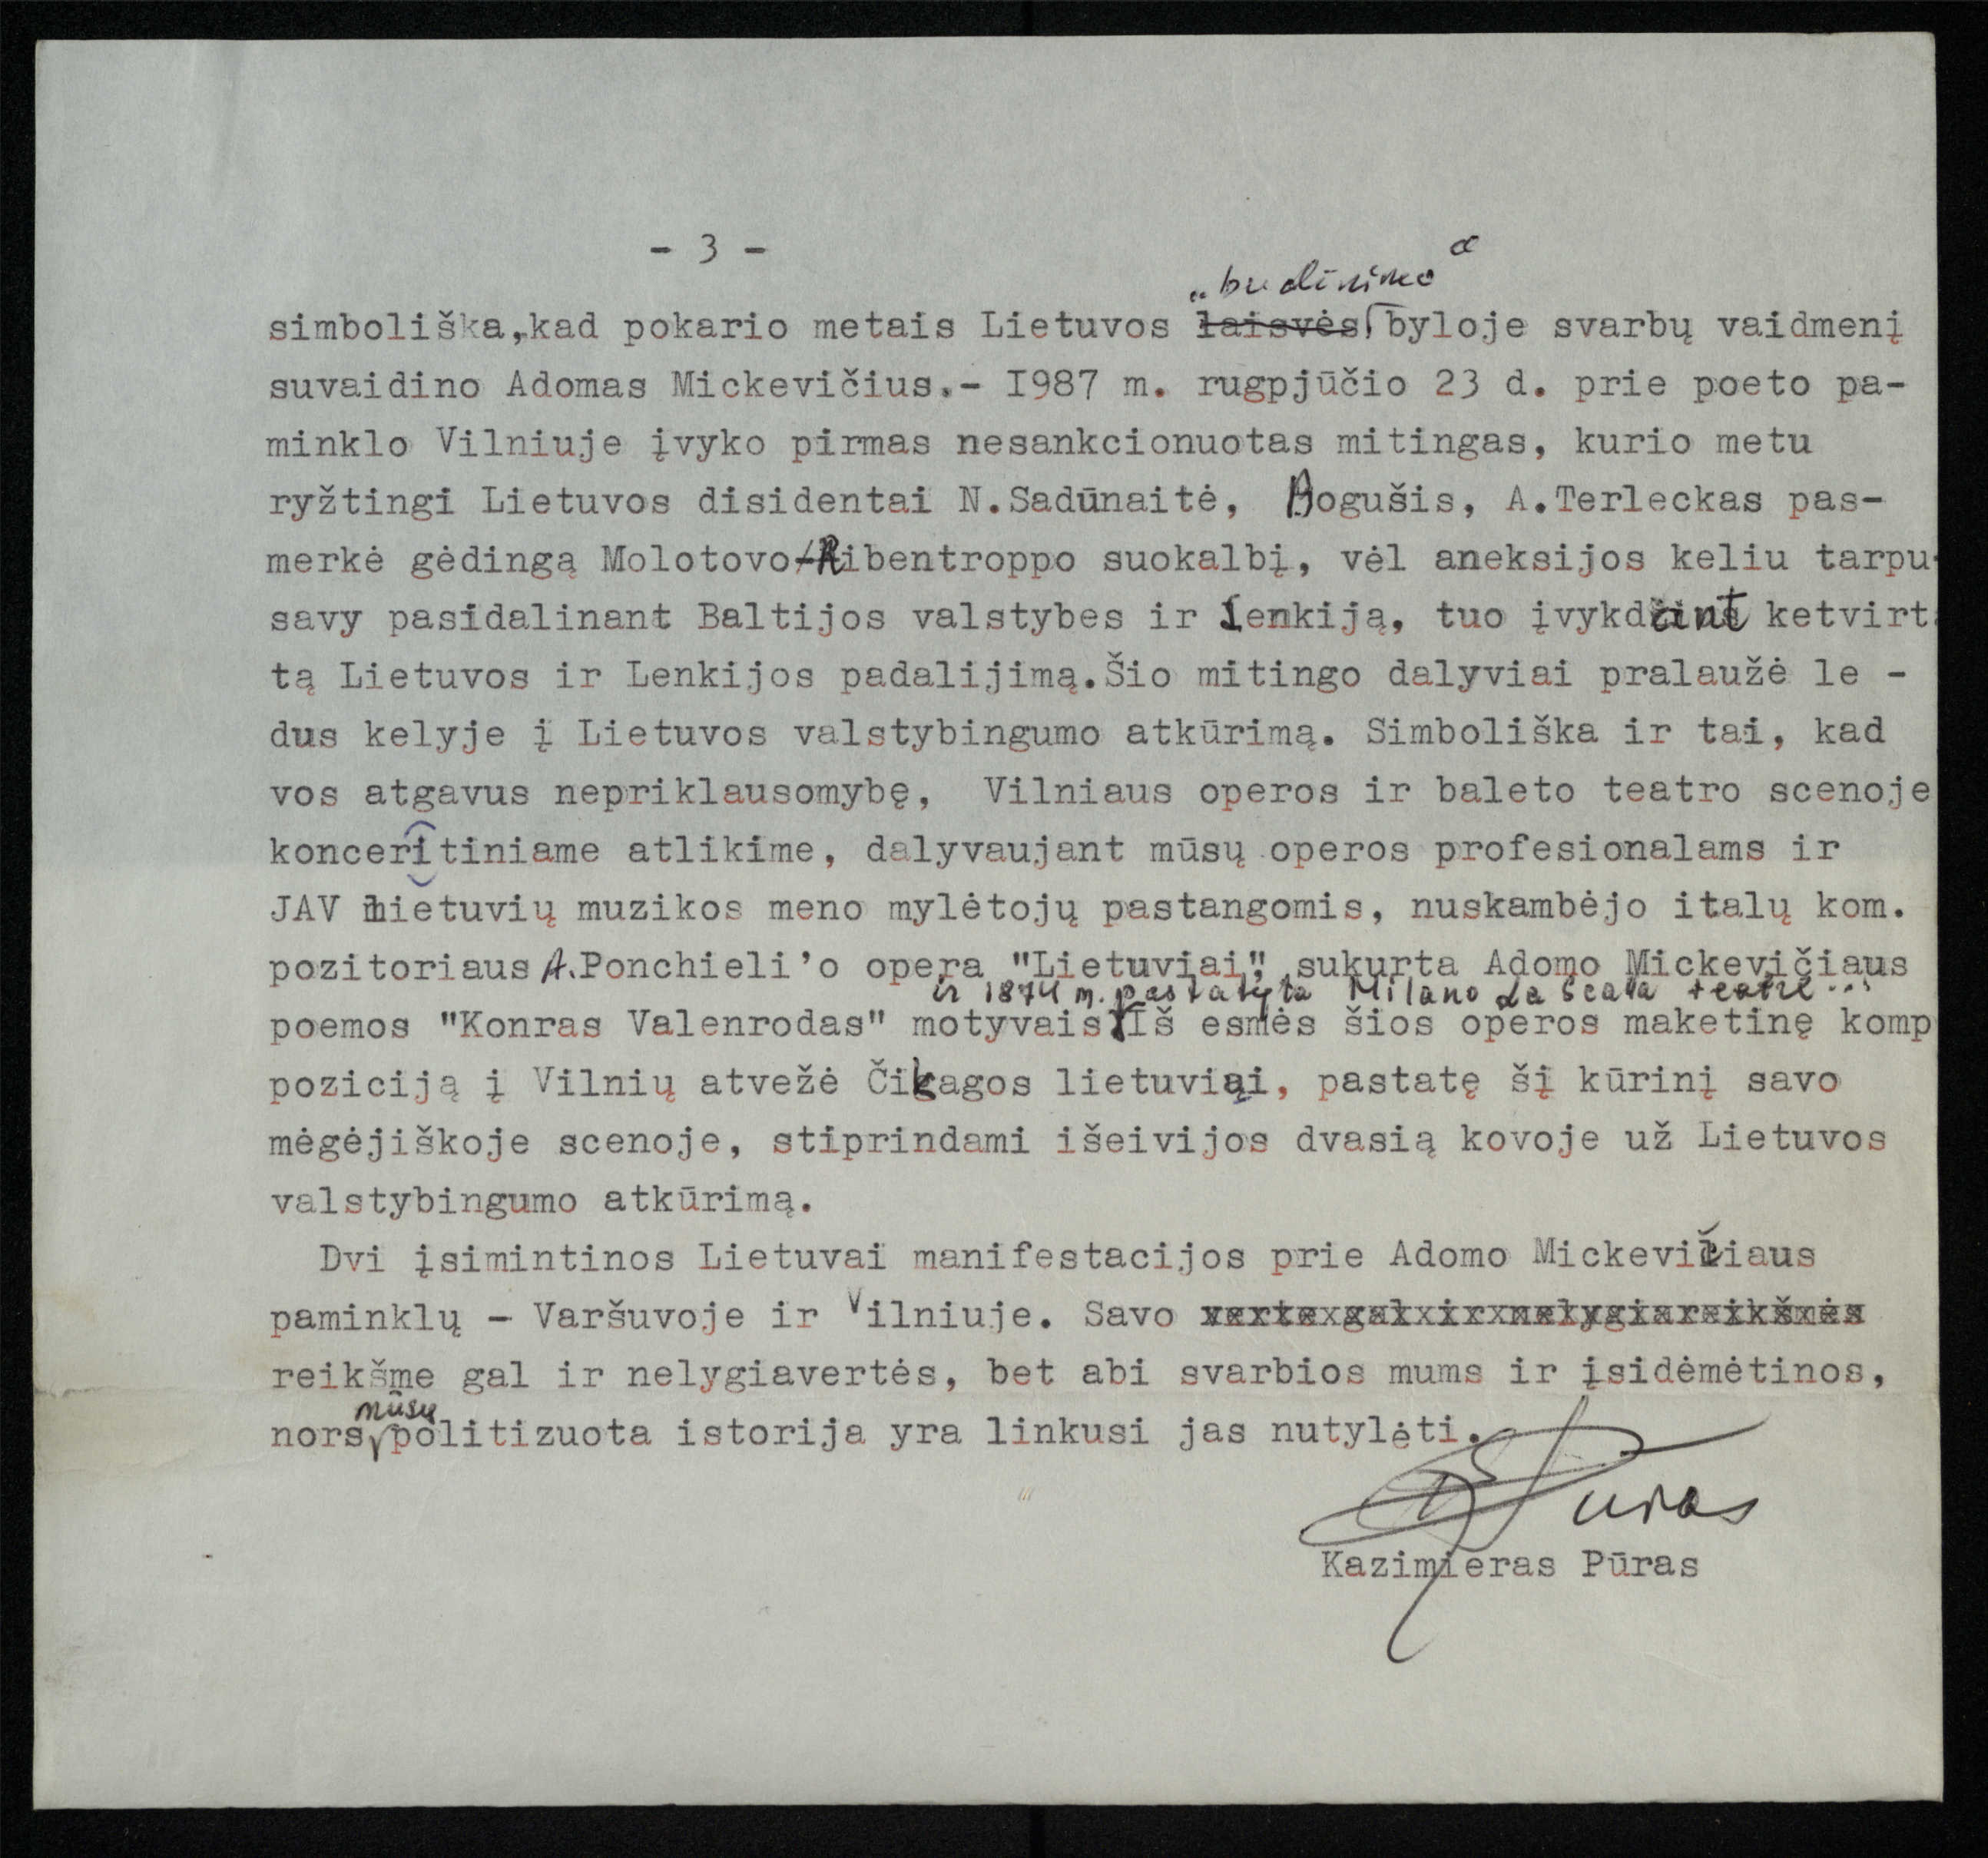 - 3 -
„budinimo“
simboliška,kad pokario metais Lietuvos laisvės byloje svarbų vaidmenį
suvaidino Adomas Mickevičius.- I987 m. rugpjūčio 23 d. prie poeto pa-
minklo Vilniuje įvyko pirmas nesankcionuotas mitingas, kurio metu
ryžtingi Lietuvos disidentai N.Sadūnaitė, Bogušis, A.Terleckas pas-
merkė gėdingą Molotovo/Ribentroppo suokalbį, vėl aneksijos keliu tarpu-
savy pasidalinant Baltijos valstybes ir Lenkiją, tuo įvykdant ketvirt
tą Lietuvos ir Lenkijos padalijimą.Šio mitingo dalyviai pralaužė le -
dus kelyje į Lietuvos valstybingumo atkūrimą. Simboliška ir tai, kad
vos atgavus nepriklausomybę, Vilniaus operos ir baleto teatro scenoje
konceritiniame atlikime, dalyvaujant mūsų operos profesionalams ir
JAV lietuvių muzikos meno mylėtojų pastangomis, nuskambėjo italų kom.
pozitoriaus A.Ponchieli'o opera "Lietuviai", sukurta Adomo Mickevičiaus
ir 1874 m. pastatyta Milano La Scala teatre...
poemos "Konras Valenrodas" motyvais. Iš esmės šios operos maketinę komp
poziciją į Vilnių atvežė Čikagos lietuviai, pastatę šį kūrinį savo
mėgėjiškoje scenoje, stiprindami išeivijos dvasią kovoje už Lietuvos
valstybingumo atkūrimą.
Dvi įsimintinos Lietuvai manifestacijos prie Adomo Mickevičiaus
paminklų - Varšuvoje ir Vilniuje. Savo
reikšme gal ir nelygiavertės, bet abi svarbios mums ir įsidėmėtinos,
mūsų
nors politizuota istorija yra linkusi jas nutylėti.
KPuras
Kazimieras Pūras